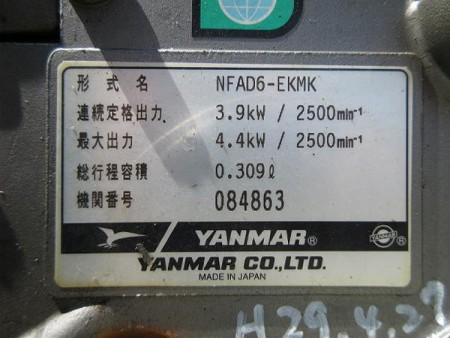 形式名 NFAD6-EKMK
連続定格出力 3.9kW / 2500min⁻¹
最大出力 4.4kW / 2500min⁻¹
総行程容積 0.309ℓ
機関番号 084863
YANMAR®
YANMAR CO.,LTD.
MADE IN JAPAN
H29.4.27